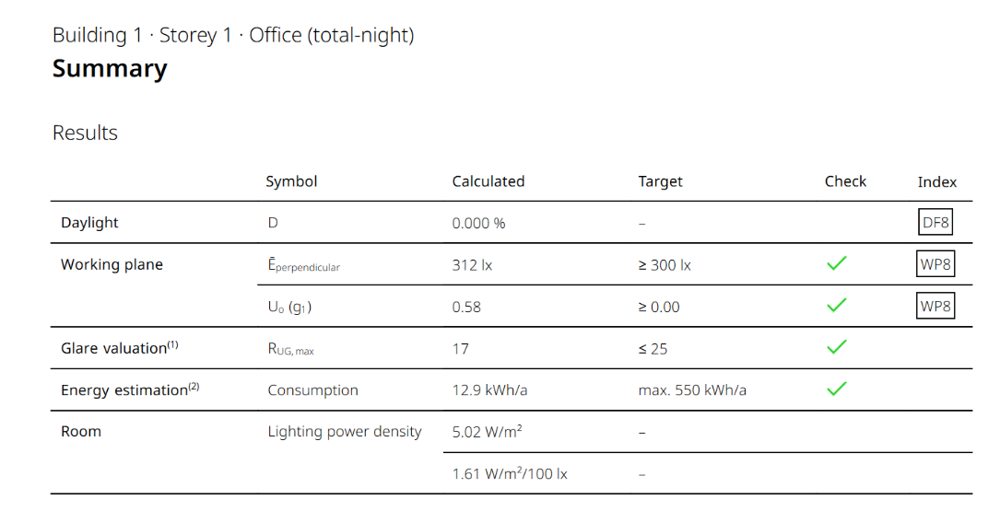 Building 1 · Storey 1 · Office (total-night)
Summary
Results
Symbol Calculated Target Check Index
Daylight D 0.000 % – DF8
Working plane Ēperpendicular 312 lx ≥ 300 lx ✓ WP8
Uₒ (g₁) 0.58 ≥ 0.00 ✓ WP8
Glare valuation⁽¹⁾ RUG, max 17 ≤ 25 ✓
Energy estimation⁽²⁾ Consumption 12.9 kWh/a max. 550 kWh/a ✓
Room Lighting power density 5.02 W/m² –
1.61 W/m²/100 lx –